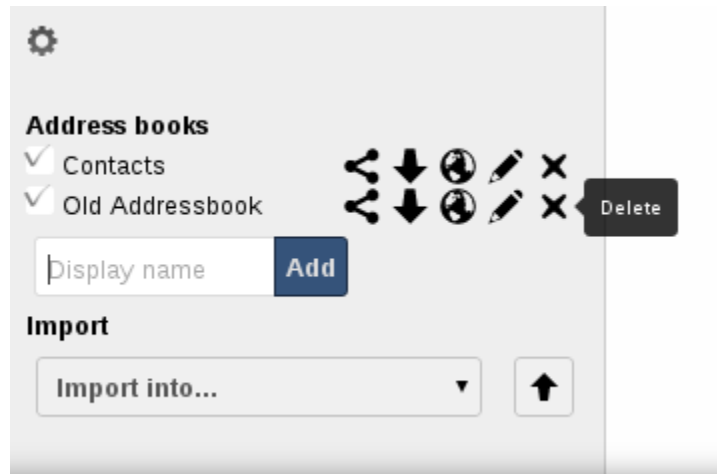 Address books
Contacts
Old Addressbook
Delete
Display name
Add
Import
Import into...